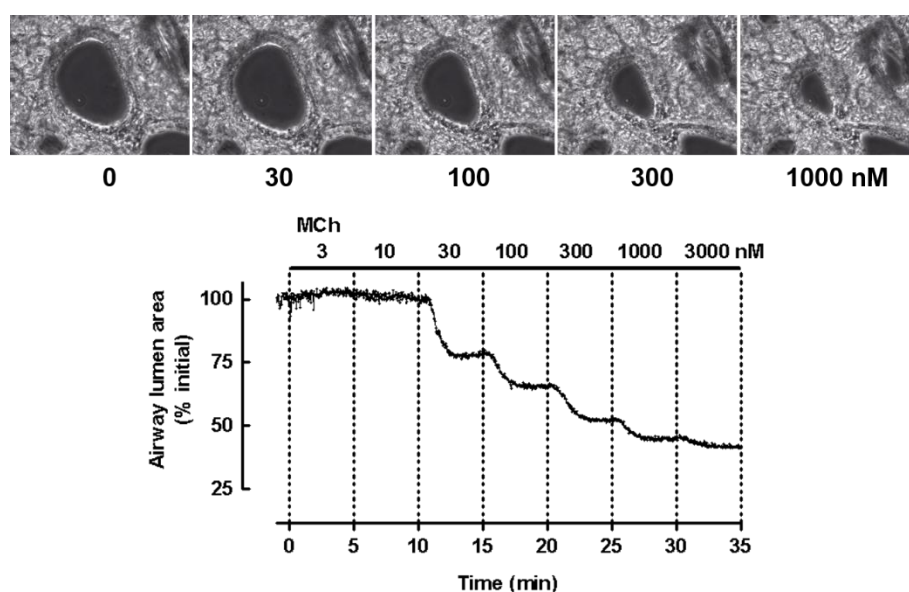 0 30 100 300 1000 nM
MCh
3 10 30 100 300 1000 3000 nM
100
75
50
25
Airway lumen area
(% initial)
0 5 10 15 20 25 30 35
Time (min)